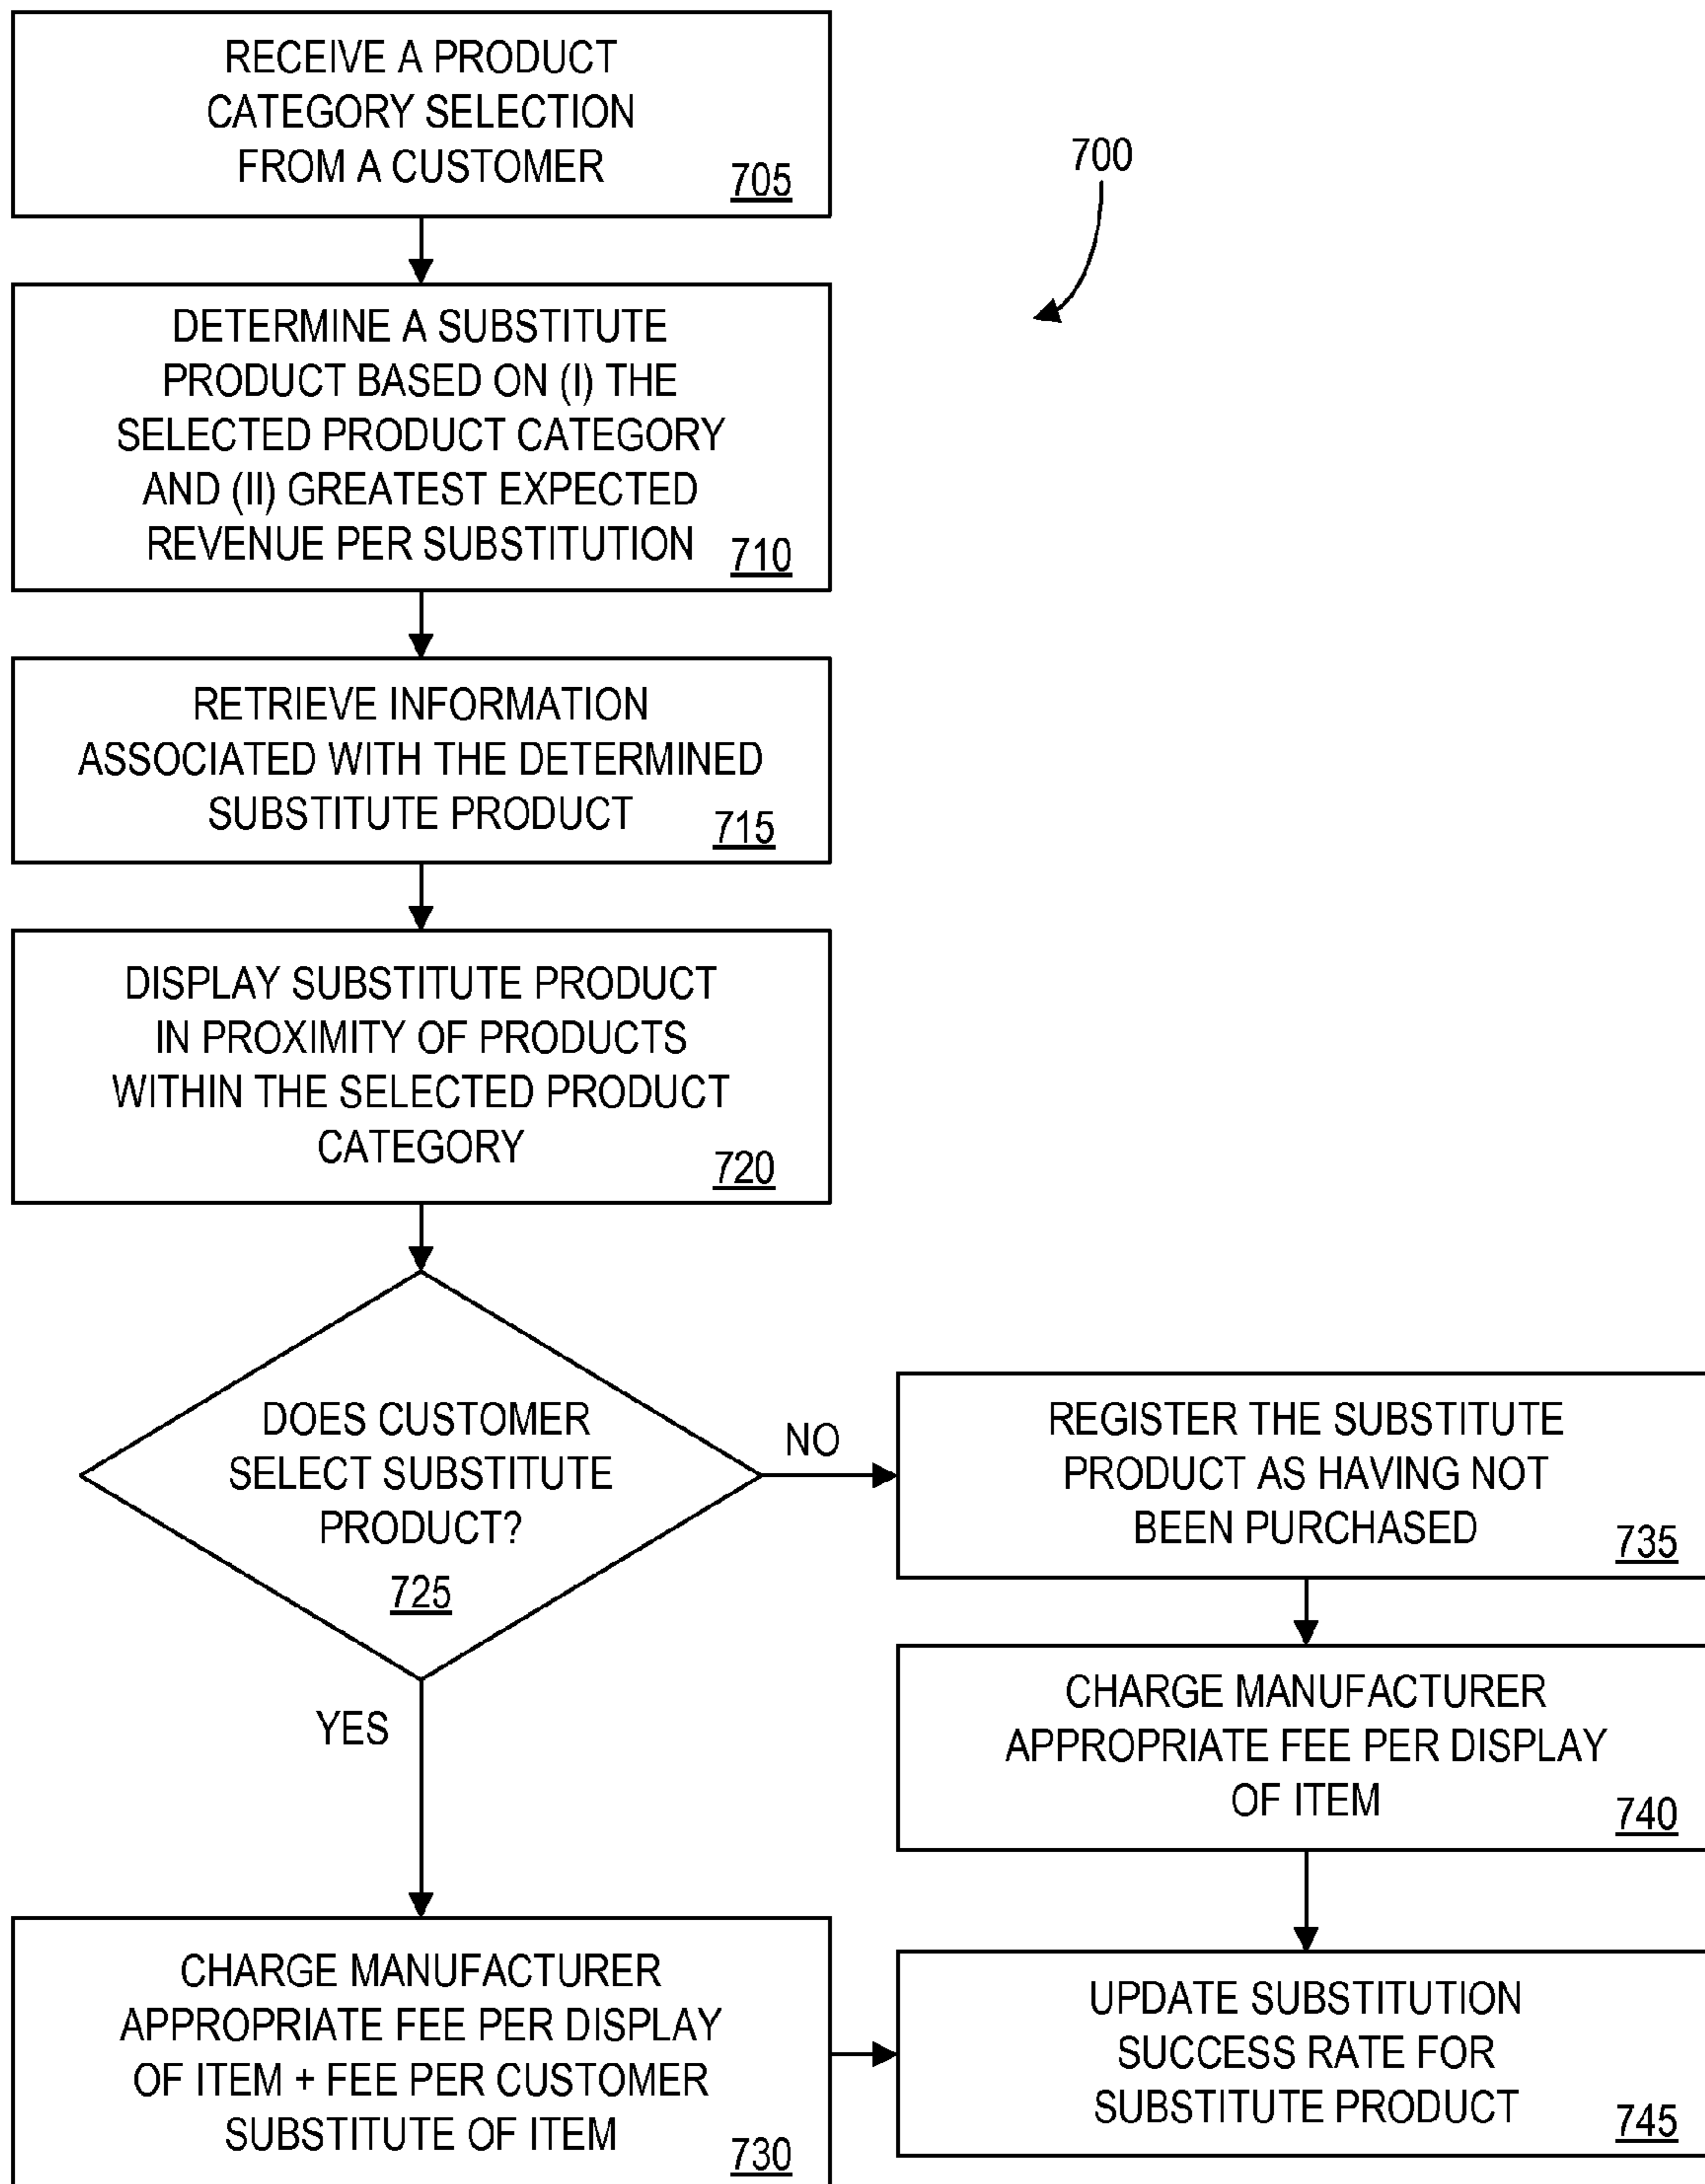 RECEIVE A PRODUCT
CATEGORY SELECTION
FROM A CUSTOMER
705
700
DETERMINE A SUBSTITUTE
PRODUCT BASED ON (I) THE
SELECTED PRODUCT CATEGORY
AND (II) GREATEST EXPECTED
REVENUE PER SUBSTITUTION
710
RETRIEVE INFORMATION
ASSOCIATED WITH THE DETERMINED
SUBSTITUTE PRODUCT
715
DISPLAY SUBSTITUTE PRODUCT
IN PROXIMITY OF PRODUCTS
WITHIN THE SELECTED PRODUCT
CATEGORY
720
DOES CUSTOMER
SELECT SUBSTITUTE
PRODUCT?
725
NO
REGISTER THE SUBSTITUTE
PRODUCT AS HAVING NOT
BEEN PURCHASED
735
CHARGE MANUFACTURER
APPROPRIATE FEE PER DISPLAY
OF ITEM
740
YES
CHARGE MANUFACTURER
APPROPRIATE FEE PER DISPLAY
OF ITEM + FEE PER CUSTOMER
SUBSTITUTE OF ITEM
730
UPDATE SUBSTITUTION
SUCCESS RATE FOR
SUBSTITUTE PRODUCT
745